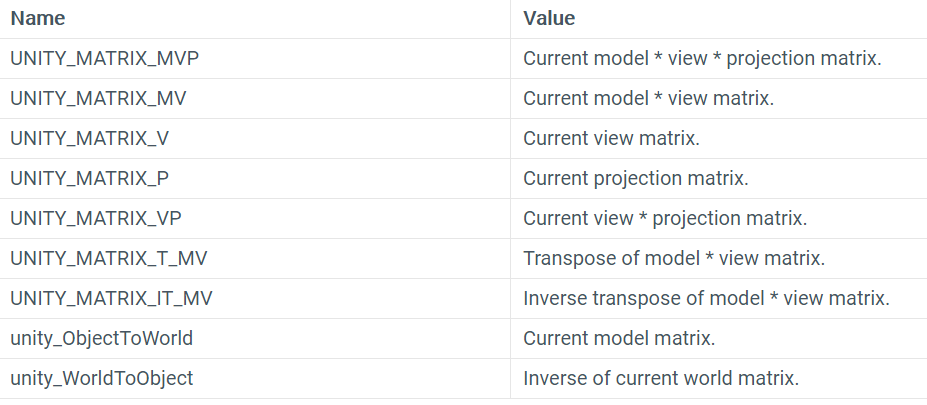 Name Value
UNITY_MATRIX_MVP Current model * view * projection matrix.
UNITY_MATRIX_MV Current model * view matrix.
UNITY_MATRIX_V Current view matrix.
UNITY_MATRIX_P Current projection matrix.
UNITY_MATRIX_VP Current view * projection matrix.
UNITY_MATRIX_T_MV Transpose of model * view matrix.
UNITY_MATRIX_IT_MV Inverse transpose of model * view matrix.
unity_ObjectToWorld Current model matrix.
unity_WorldToObject Inverse of current world matrix.